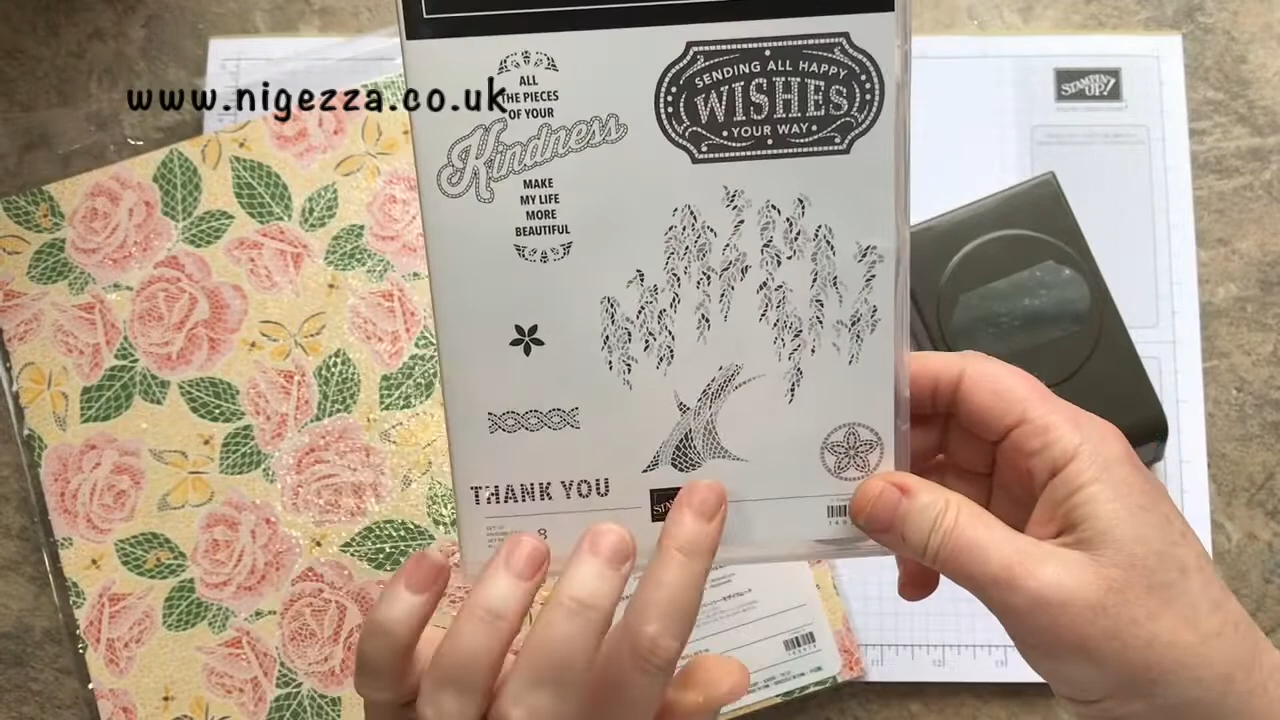 www.nigezza.co.uk
ALL
THE PIECES
OF YOUR
Kindness
MAKE
MY LIFE
MORE
BEAUTIFUL
SENDING ALL HAPPY
WISHES
YOUR WAY
STAMPIN'
UP!
THANK YOU
8